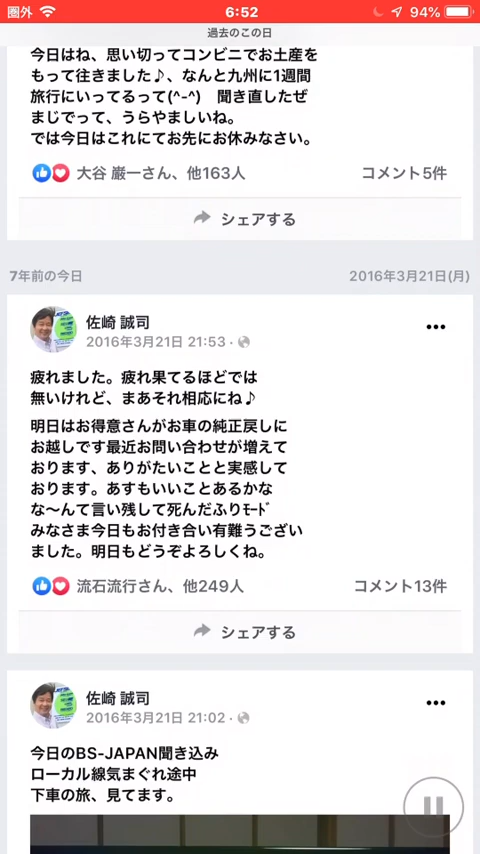 圏外 6:52 94%
過去のこの日
今日はね、思い切ってコンビニでお土産を
もって往きました♪、なんと九州に1週間
旅行にいってるって(^-^) 聞き直したぜ
まじでって、うらやましいね。
では今日はこれにてお先にお休みなさい。
大谷 巌一さん、他163人 コメント5件
シェアする
7年前の今日 2016年3月21日(月)
佐崎 誠司
2016年3月21日 21:53 ·
疲れました。疲れ果てるほどでは
無いけれど、まあそれ相応にね♪
明日はお得意さんがお車の純正戻しに
お越しです最近お問い合わせが増えて
おります、ありがたいことと実感して
おります。あすもいいことあるかな
な〜んて言い残して死んだふりﾓｰﾄﾞ
みなさま今日もお付き合い有難うござい
ました。明日もどうぞよろしくね。
流石流行さん、他249人 コメント13件
シェアする
佐崎 誠司
2016年3月21日 21:02 ·
今日のBS-JAPAN聞き込み
ローカル線気まぐれ途中
下車の旅、見てます。